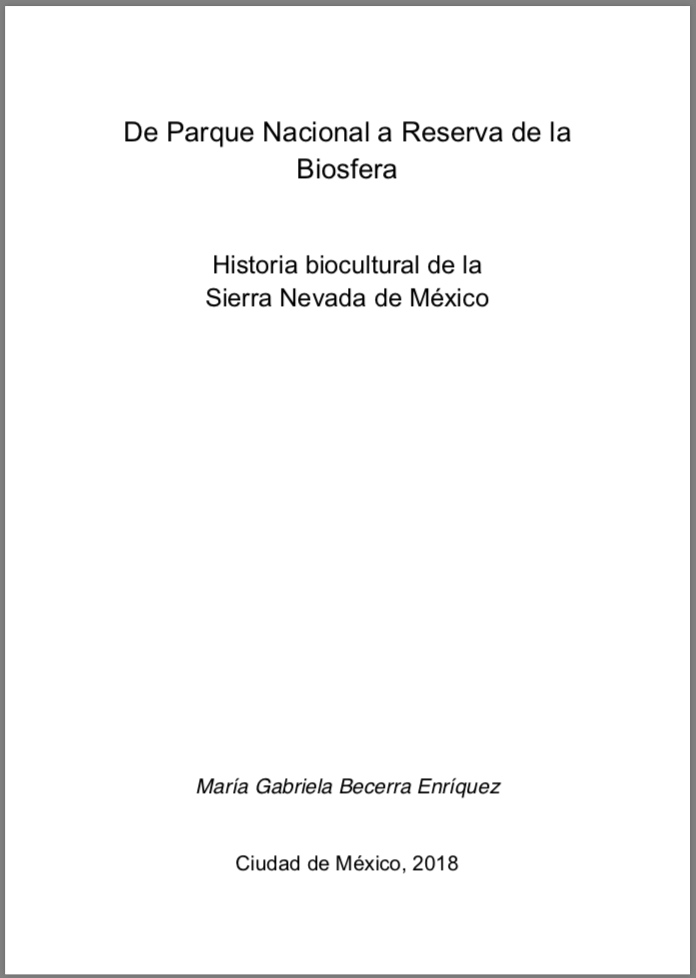 De Parque Nacional a Reserva de la
Biosfera
Historia biocultural de la
Sierra Nevada de México
María Gabriela Becerra Enríquez
Ciudad de México, 2018